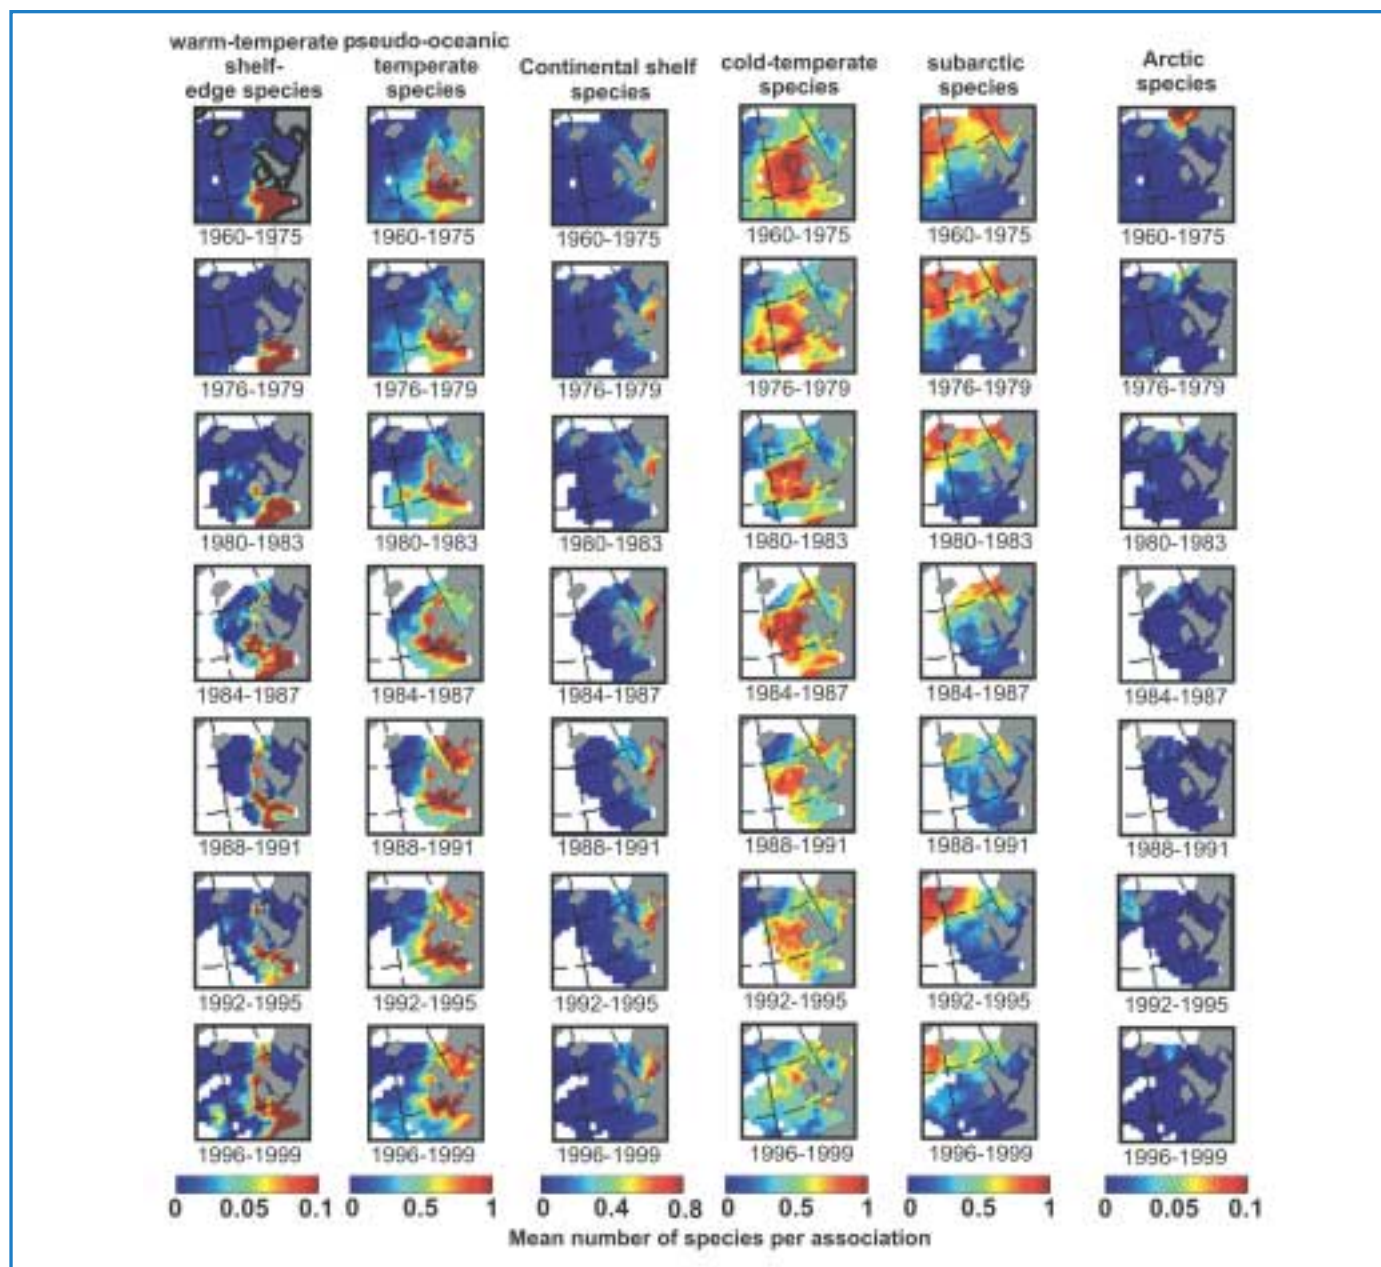 warm-temperate
shelf-
edge species
pseudo-oceanic
temperate
species
Continental shelf
species
cold-temperate
species
subarctic
species
Arctic
species
1960-1975 1960-1975 1960-1975 1960-1975 1960-1975 1960-1975
1976-1979 1976-1979 1976-1979 1976-1979 1976-1979 1976-1979
1980-1983 1980-1983 1980-1983 1980-1983 1980-1983 1980-1983
1984-1987 1984-1987 1984-1987 1984-1987 1984-1987 1984-1987
1988-1991 1988-1991 1988-1991 1988-1991 1988-1991 1988-1991
1992-1995 1992-1995 1992-1995 1992-1995 1992-1995 1992-1995
1996-1999 1996-1999 1996-1999 1996-1999 1996-1999 1996-1999
0 0.05 0.1 0 0.5 1 0 0.4 0.8 0 0.5 1 0 0.5 1 0 0.05 0.1
Mean number of species per association